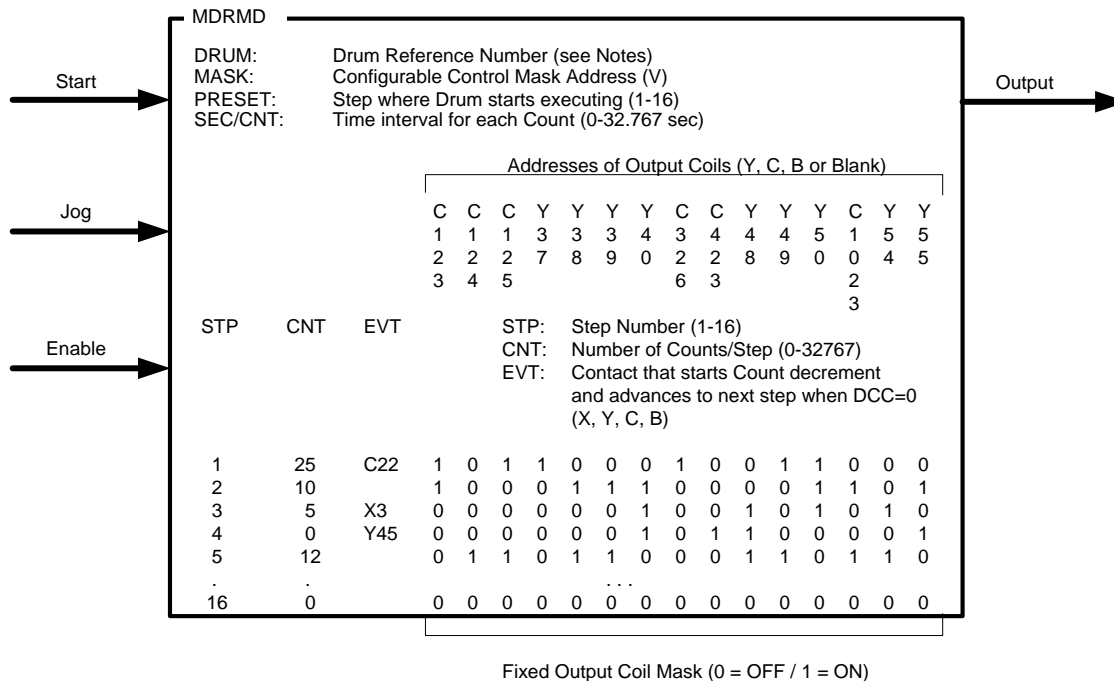 MDRMD
DRUM: Drum Reference Number (see Notes)
MASK: Configurable Control Mask Address (V)
PRESET: Step where Drum starts executing (1-16)
SEC/CNT: Time interval for each Count (0-32.767 sec)
Start
Output
Addresses of Output Coils (Y, C, B or Blank)
Jog
C C C Y Y Y Y C C Y Y Y C Y Y
1 1 1 3 3 3 4 3 4 4 4 5 1 5 5
2 2 2 7 8 9 0 2 2 8 9 0 0 4 5
3 4 5 6 3 2
3
STP CNT EVT STP: Step Number (1-16)
Enable
CNT: Number of Counts/Step (0-32767)
EVT: Contact that starts Count decrement
and advances to next step when DCC=0
(X, Y, C, B)
1 25 C22 1 0 1 1 0 0 0 1 0 0 1 1 0 0 0
2 10 1 0 0 0 1 1 1 0 0 0 0 1 1 0 1
3 5 X3 0 0 0 0 0 0 1 0 0 1 0 1 0 1 0
4 0 Y45 0 0 0 0 0 0 1 0 1 1 0 0 0 0 1
5 12 0 1 1 0 1 1 0 0 0 1 1 0 1 1 0
. . . . .
16 0 0 0 0 0 0 0 0 0 0 0 0 0 0 0 0
Fixed Output Coil Mask (0 = OFF / 1 = ON)